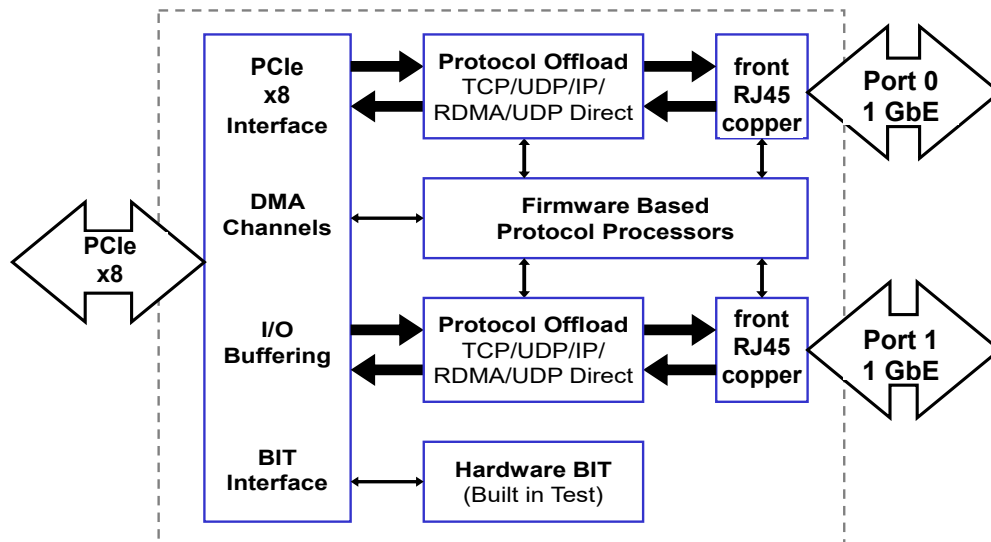 PCIe
x8
PCIe
x8
Interface
DMA
Channels
I/O
Buffering
BIT
Interface
Protocol Offload
TCP/UDP/IP/
RDMA/UDP Direct
front
RJ45
copper
Port 0
1 GbE
Firmware Based
Protocol Processors
Protocol Offload
TCP/UDP/IP/
RDMA/UDP Direct
front
RJ45
copper
Port 1
1 GbE
Hardware BIT
(Built in Test)